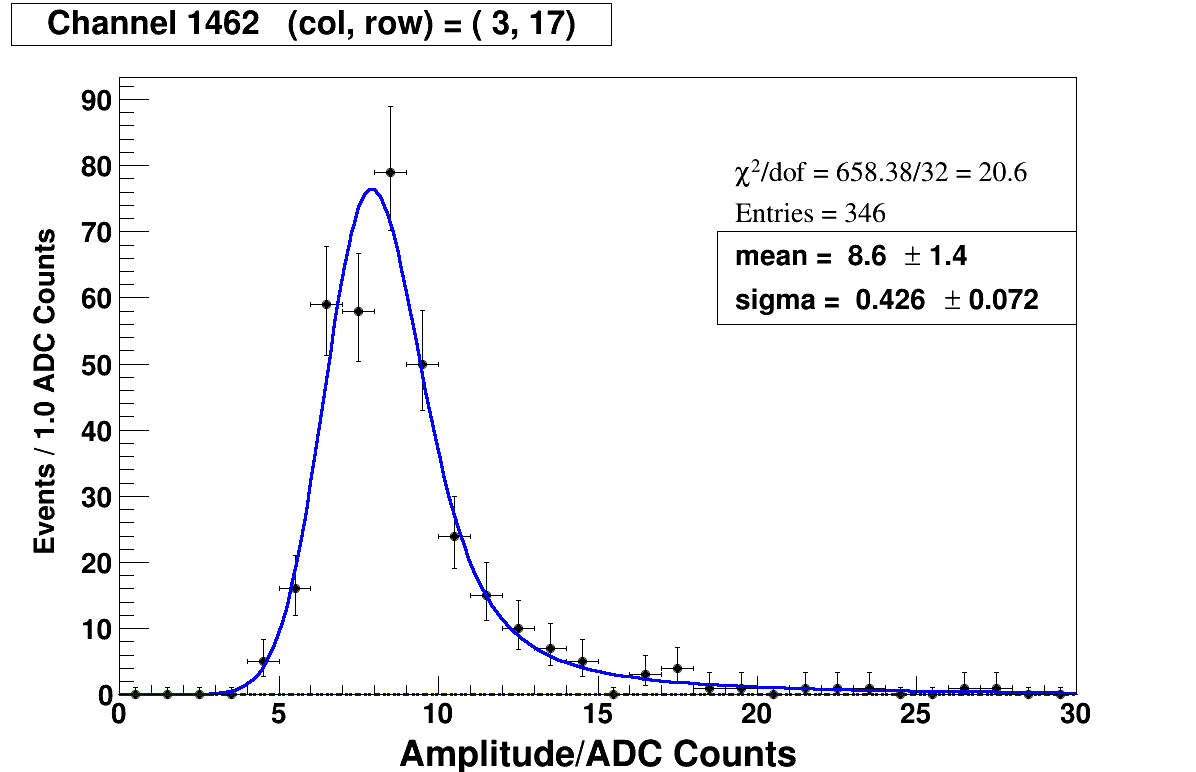 Channel 1462 (col, row) = ( 3, 17)
90
80
70
60
50
40
30
20
10
0
Events / 1.0 ADC Counts
χ²/dof = 658.38/32 = 20.6
Entries = 346
mean = 8.6 ± 1.4
sigma = 0.426 ± 0.072
0 5 10 15 20 25 30
Amplitude/ADC Counts